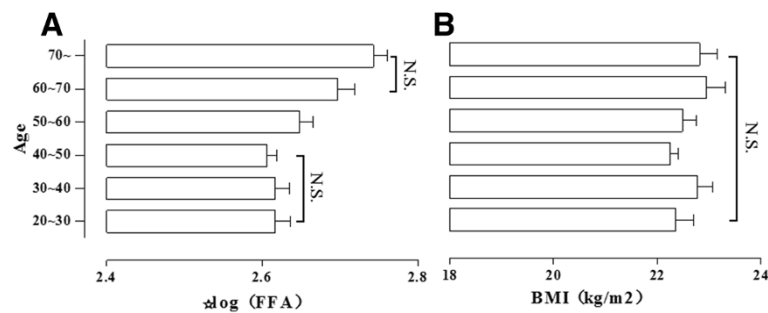 A
B
70~
60~70
50~60
40~50
30~40
20~30
Age
N.S.
N.S.
N.S.
2.4 2.6 2.8
18 20 22 24
☆log (FFA)
BMI (kg/m2)